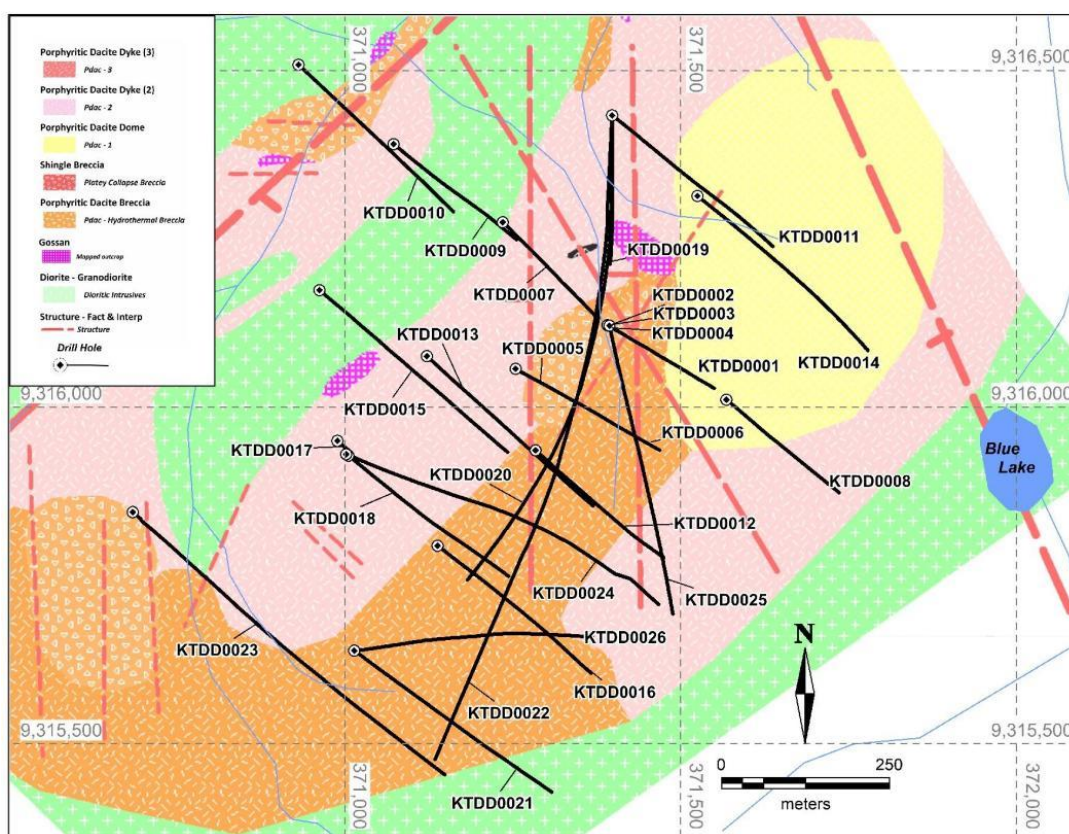 Porphyritic Dacite Dyke (3)
Pdac - 3
Porphyritic Dacite Dyke (2)
Pdac - 2
Porphyritic Dacite Dome
Pdac - 1
Shingle Breccia
Platey Collapse Breccia
Porphyritic Dacite Breccia
Pdac - Hydrothermal Breccia
Gossan
Mapped outcrop
Diorite - Granodiorite
Dioritic Intrusives
Structure - Fact & Interp
Structure
Drill Hole
371,000
371,500
9,316,500
KTDD0010
KTDD0009
KTDD0011
KTDD0019
KTDD0007
KTDD0002
KTDD0003
KTDD0004
KTDD0013
KTDD0005
KTDD0001
KTDD0014
9,316,000
KTDD0015
KTDD0006
KTDD0017
KTDD0020
KTDD0008
Blue
Lake
KTDD0018
KTDD0012
KTDD0024
KTDD0025
KTDD0026
KTDD0023
KTDD0016
N
KTDD0022
9,315,500
9,315,500
KTDD0021
0
250
meters
371,000
371,500
372,000